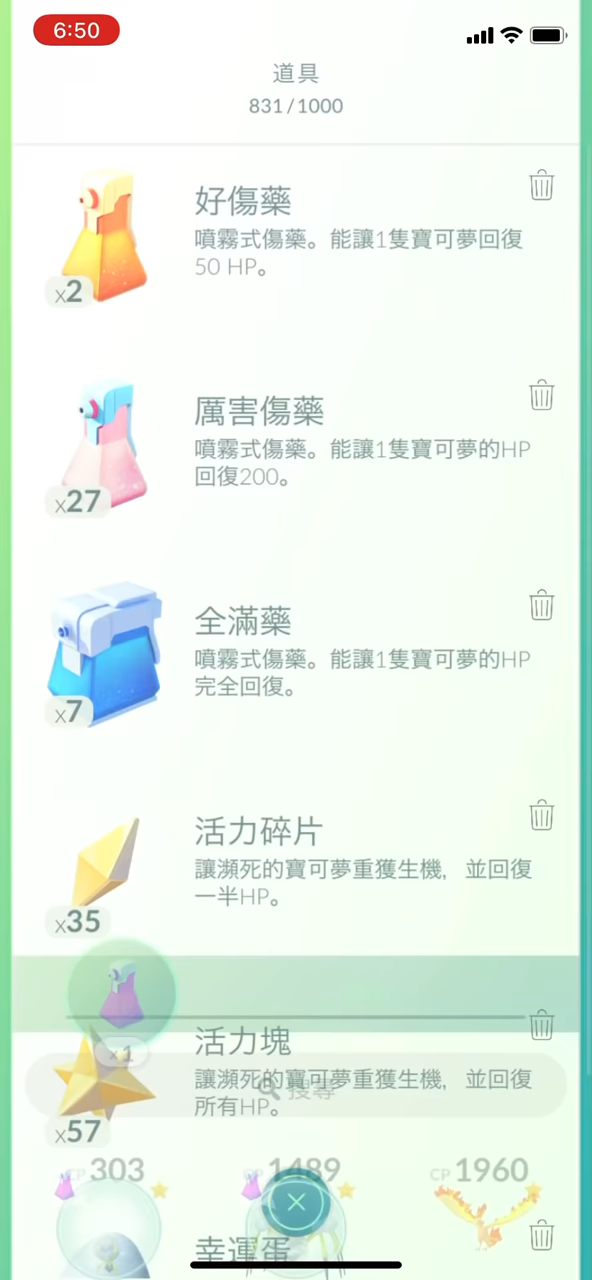 6:50
道具
831/1000
好傷藥
噴霧式傷藥。能讓1隻寶可夢回復
50 HP。
x2
厲害傷藥
噴霧式傷藥。能讓1隻寶可夢的HP
回復200。
x27
全滿藥
噴霧式傷藥。能讓1隻寶可夢的HP
完全回復。
x7
活力碎片
讓瀕死的寶可夢重獲生機，並回復
一半HP。
x35
活力塊
x1
讓瀕死的寶可夢重獲生機，並回復
搜尋
所有HP。
x57
CP303
CP1489
CP1960
幸運蛋